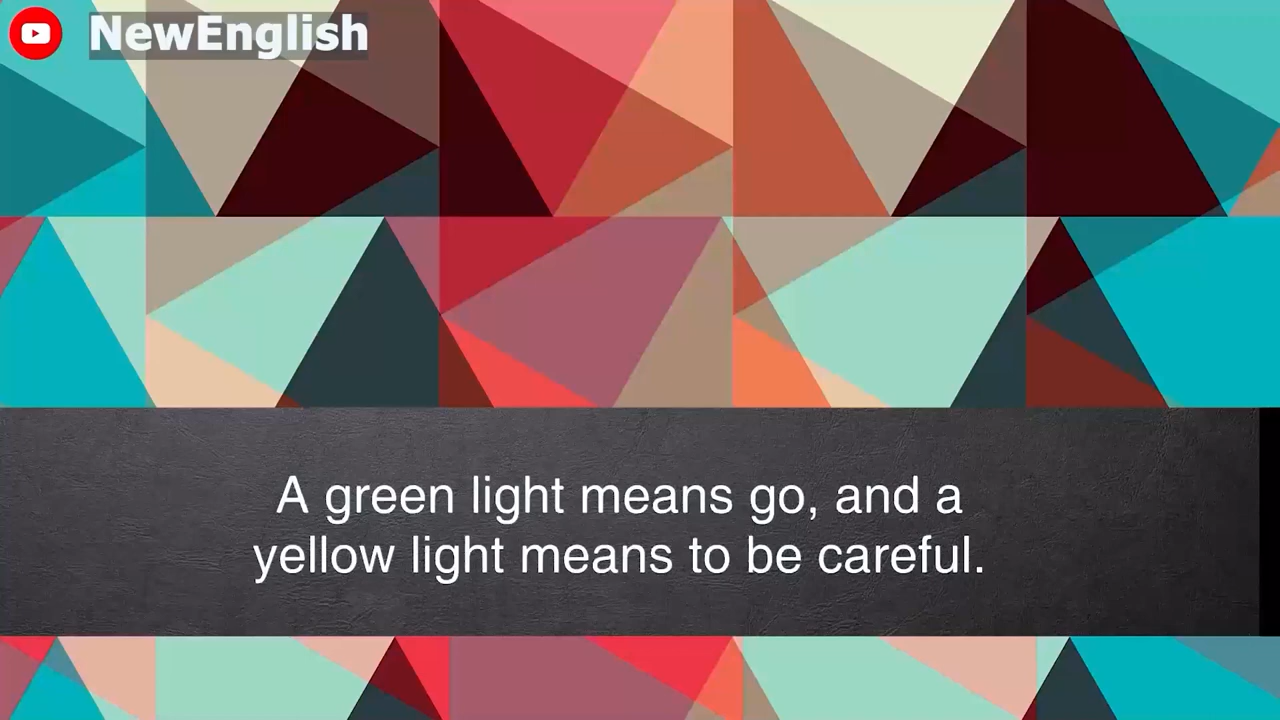 NewEnglish
A green light means go, and a
yellow light means to be careful.